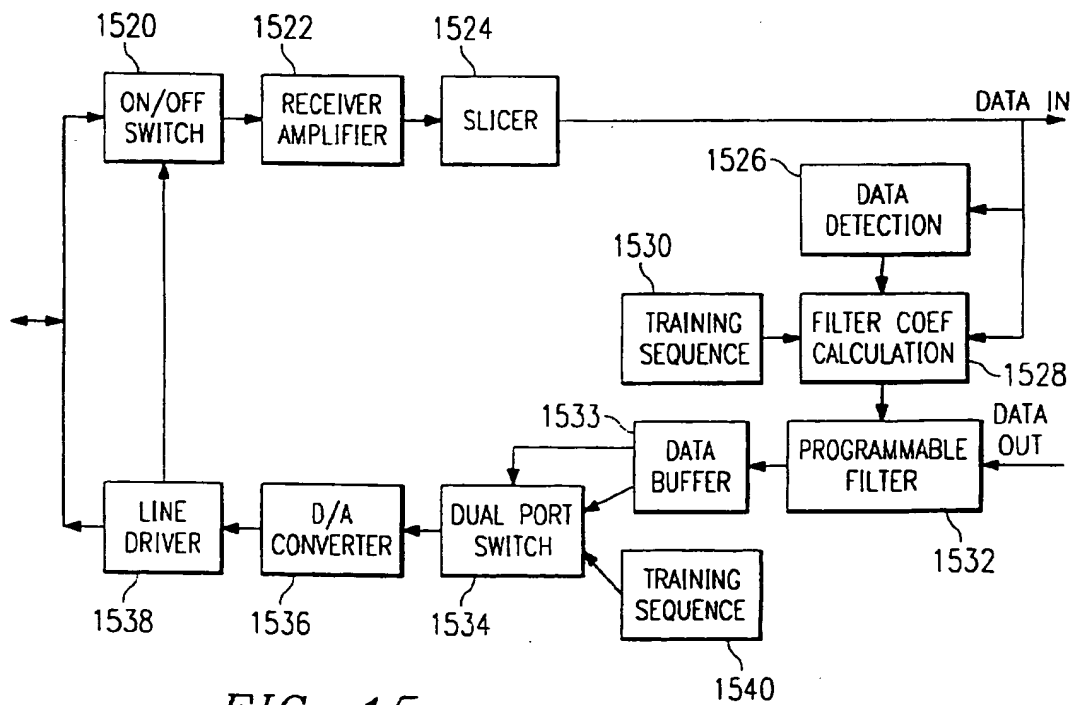 1520
1522
1524
ON/OFF
SWITCH
RECEIVER
AMPLIFIER
SLICER
DATA IN
1526
DATA
DETECTION
1530
TRAINING
SEQUENCE
FILTER COEF
CALCULATION
1528
1533
DATA
BUFFER
PROGRAMMABLE
FILTER
DATA
OUT
1532
LINE
DRIVER
D/A
CONVERTER
DUAL PORT
SWITCH
1538
1536
1534
TRAINING
SEQUENCE
1540
FIG. 15